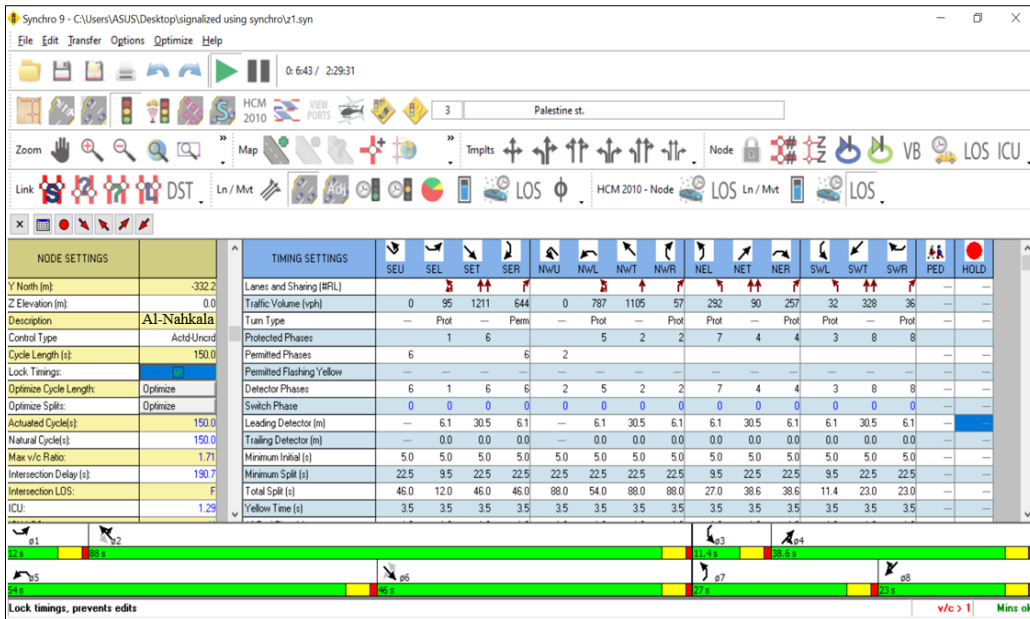 Synchro 9 - C:\Users\ASUS\Desktop\signalized using synchro\z1.syn
File Edit Transfer Options Optimize Help
0: 6:43 / 2:29:31
HCM 2010 VIEW PORTS 3 Palestine st.
Zoom » Map » Tmplts Node VB LOS ICU
Link DST Ln / Mvt LOS ϕ HCM 2010 - Node LOS Ln / Mvt LOS
NODE SETTINGS TIMING SETTINGS SEU SEL SET SER NWU NWL NWT NWR NEL NET NER SWL SWT SWR PED HOLD
Y North (m): -332.2 Lanes and Sharing (#RL) — —
Z Elevation (m): 0.0 Traffic Volume (vph) 0 95 1211 644 0 787 1105 57 292 90 257 32 328 36 — —
Description Al-Nahkala Turn Type — Prot — Perm — Prot — Prot Prot — Prot Prot — Prot — —
Control Type Actd-Uncrd Protected Phases 1 6 5 2 2 7 4 4 3 8 8 — —
Cycle Length (s): 150.0 Permitted Phases 6 6 2 — —
Lock Timings: Permitted Flashing Yellow — — — — — — — — — — — — — — — —
Optimize Cycle Length: Optimize Detector Phases 6 1 6 6 2 5 2 2 7 4 4 3 8 8 — —
Optimize Splits: Optimize Switch Phase 0 0 0 0 0 0 0 0 0 0 0 0 0 0 — —
Actuated Cycle(s): 150.0 Leading Detector (m) — 6.1 30.5 6.1 — 6.1 30.5 6.1 6.1 30.5 6.1 6.1 30.5 6.1 — —
Natural Cycle(s): 150.0 Trailing Detector (m) — 0.0 0.0 0.0 — 0.0 0.0 0.0 0.0 0.0 0.0 0.0 0.0 0.0 — —
Max v/c Ratio: 1.71 Minimum Initial (s) 5.0 5.0 5.0 5.0 5.0 5.0 5.0 5.0 5.0 5.0 5.0 5.0 5.0 5.0 — —
Intersection Delay (s): 190.7 Minimum Split (s) 22.5 9.5 22.5 22.5 22.5 22.5 22.5 22.5 9.5 22.5 22.5 9.5 22.5 22.5 — —
Intersection LOS: F Total Split (s) 46.0 12.0 46.0 46.0 88.0 54.0 88.0 88.0 27.0 38.6 38.6 11.4 23.0 23.0 — —
ICU: 1.29 Yellow Time (s) 3.5 3.5 3.5 3.5 3.5 3.5 3.5 3.5 3.5 3.5 3.5 3.5 3.5 3.5 — —
ø1 ø2 ø3 ø4
12 s 88 s 11.4 s 38.6 s
ø5 ø6 ø7 ø8
54 s 46 s 27 s 23 s
Lock timings, prevents edits v/c > 1 Mins ok